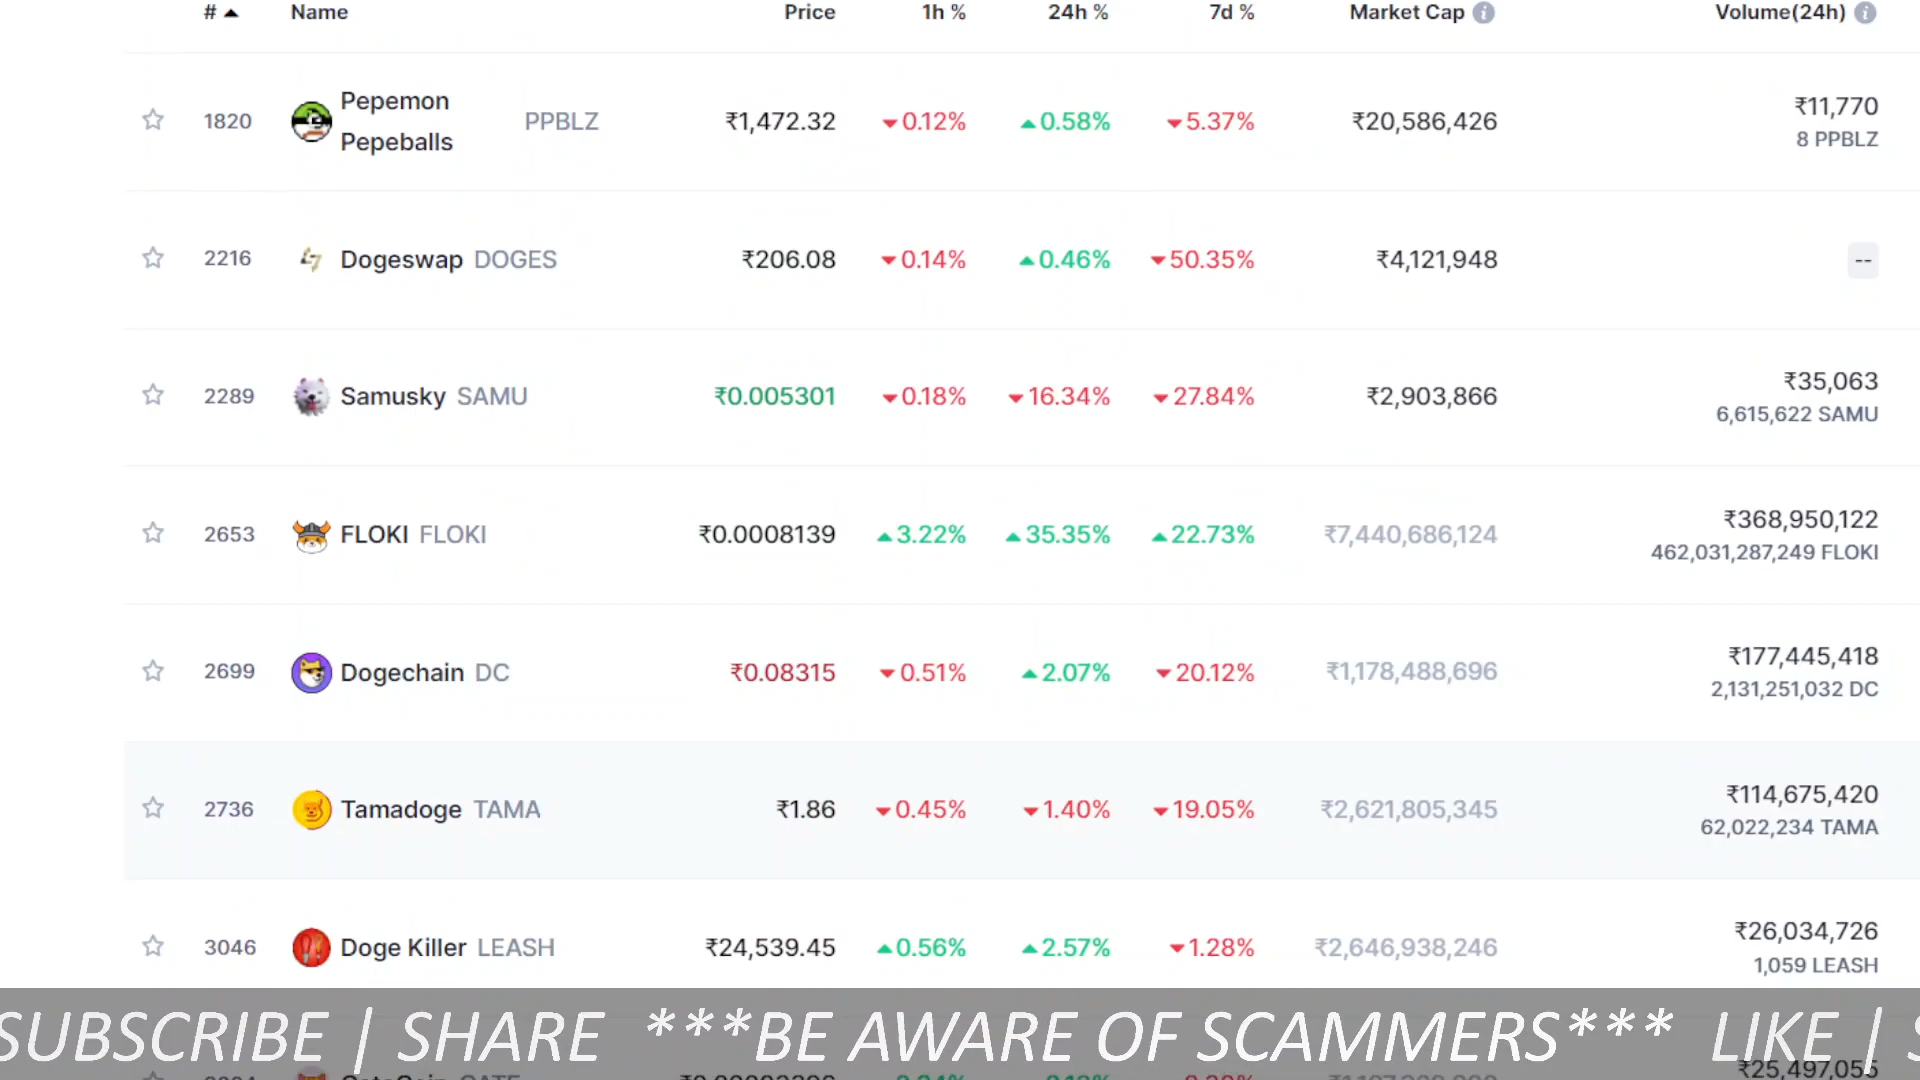 # Name Price 1h % 24h % 7d % Market Cap Volume(24h)
1820 Pepemon Pepeballs PPBLZ ₹1,472.32 0.12% 0.58% 5.37% ₹20,586,426 ₹11,770
8 PPBLZ
2216 Dogeswap DOGES ₹206.08 0.14% 0.46% 50.35% ₹4,121,948 --
2289 Samusky SAMU ₹0.005301 0.18% 16.34% 27.84% ₹2,903,866 ₹35,063
6,615,622 SAMU
2653 FLOKI FLOKI ₹0.0008139 3.22% 35.35% 22.73% ₹7,440,686,124 ₹368,950,122
462,031,287,249 FLOKI
2699 Dogechain DC ₹0.08315 0.51% 2.07% 20.12% ₹1,178,488,696 ₹177,445,418
2,131,251,032 DC
2736 Tamadoge TAMA ₹1.86 0.45% 1.40% 19.05% ₹2,621,805,345 ₹114,675,420
62,022,234 TAMA
3046 Doge Killer LEASH ₹24,539.45 0.56% 2.57% 1.28% ₹2,646,938,246 ₹26,034,726
1,059 LEASH
SUBSCRIBE | SHARE ***BE AWARE OF SCAMMERS*** LIKE | S
₹25,497,055